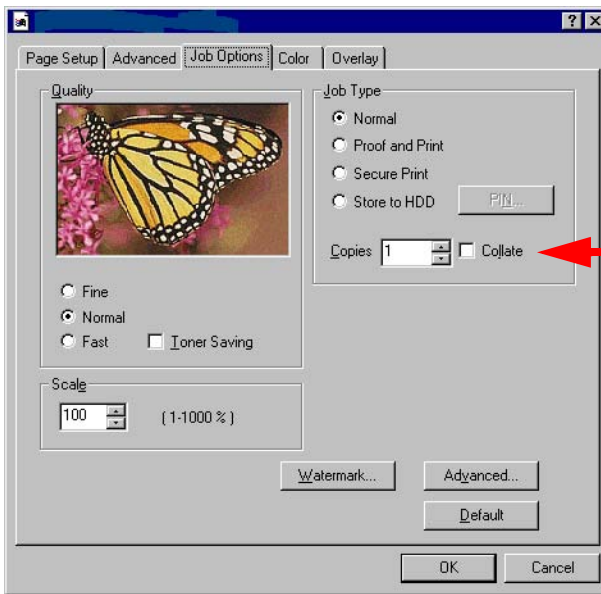 Page Setup Advanced Job Options Color Overlay
Quality
Fine
Normal
Fast Toner Saving
Scale
100 (1-1000 %)
Job Type
Normal
Proof and Print
Secure Print
Store to HDD PIN...
Copies 1 Collate
Watermark... Advanced...
Default
OK Cancel